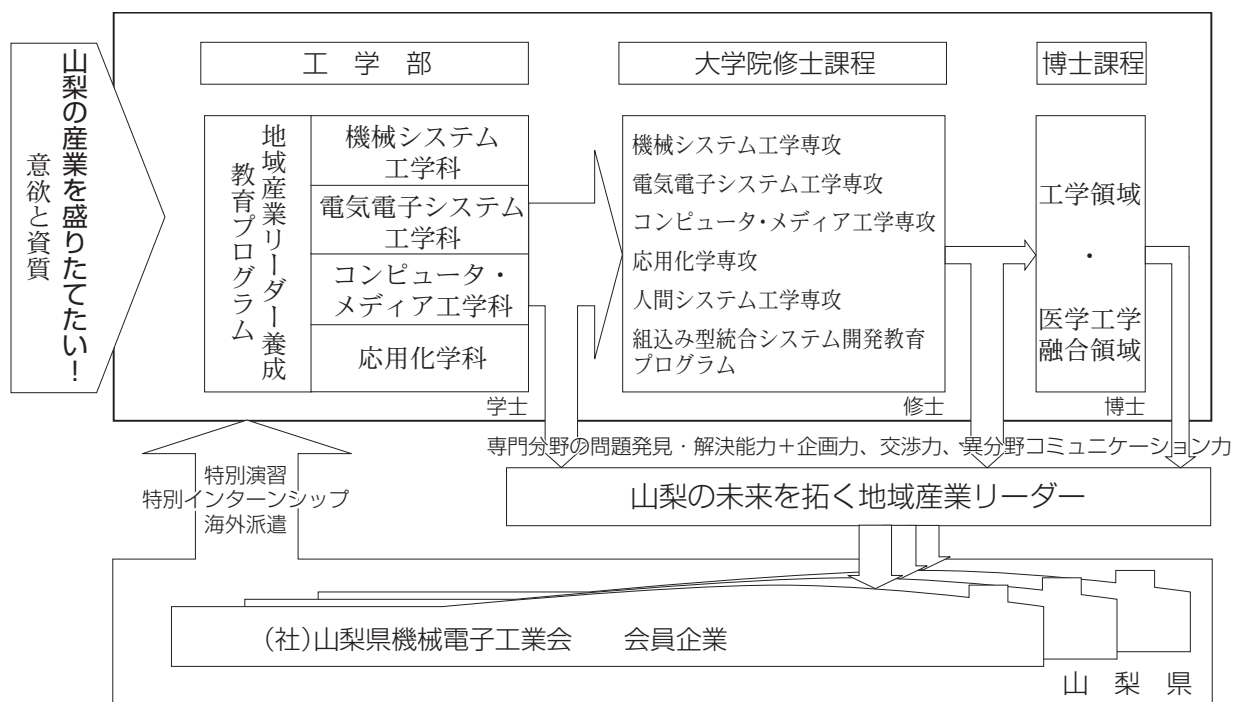 山梨の産業を盛りたてたい!
意欲と資質
工 学 部
大学院修士課程
博士課程
地域産業リーダー養成
教育プログラム
機械システム
工学科
電気電子システム
工学科
コンピュータ・
メディア工学科
応用化学科
機械システム工学専攻
電気電子システム工学専攻
コンピュータ・メディア工学専攻
応用化学専攻
人間システム工学専攻
組込み型統合システム開発教育
プログラム
工学領域
・
医学工学
融合領域
学士
修士
博士
専門分野の問題発見・解決能力+企画力、交渉力、異分野コミュニケーション力
特別演習
特別インターンシップ
海外派遣
山梨の未来を拓く地域産業リーダー
(社)山梨県機械電子工業会 会員企業
山 梨 県